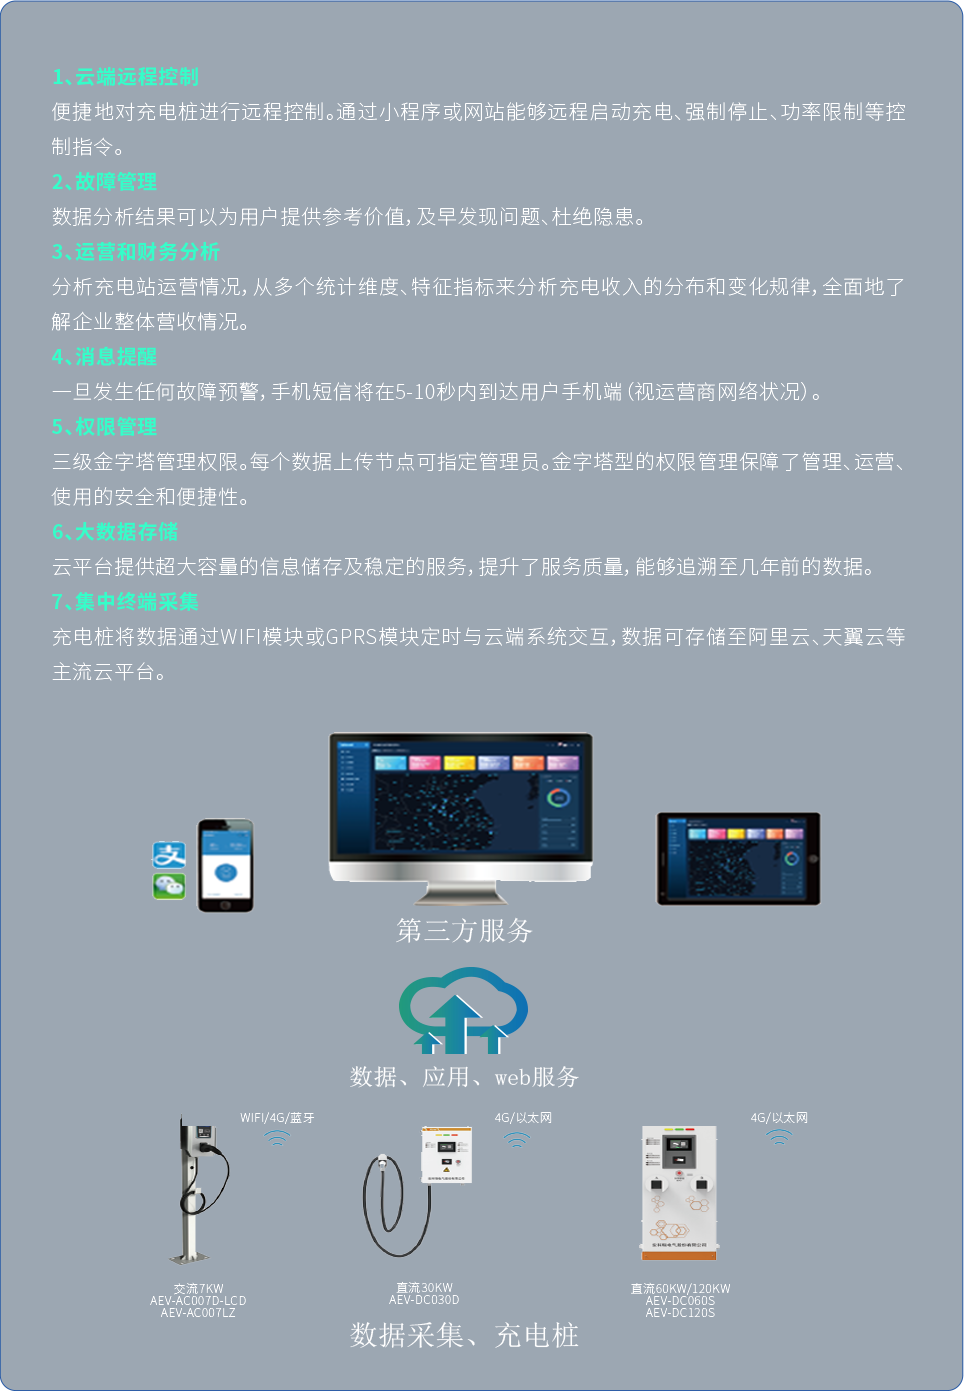 1、云端远程控制
便捷地对充电桩进行远程控制。通过小程序或网站能够远程启动充电、强制停止、功率限制等控
制指令。
2、故障管理
数据分析结果可以为用户提供参考价值，及早发现问题、杜绝隐患。
3、运营和财务分析
分析充电站运营情况，从多个统计维度、特征指标来分析充电收入的分布和变化规律，全面地了
解企业整体营收情况。
4、消息提醒
一旦发生任何故障预警，手机短信将在5-10秒内到达用户手机端（视运营商网络状况）。
5、权限管理
三级金字塔管理权限。每个数据上传节点可指定管理员。金字塔型的权限管理保障了管理、运营、
使用的安全和便捷性。
6、大数据存储
云平台提供超大容量的信息储存及稳定的服务，提升了服务质量，能够追溯至几年前的数据。
7、集中终端采集
充电桩将数据通过WIFI模块或GPRS模块定时与云端系统交互，数据可存储至阿里云、天翼云等
主流云平台。
支
第三方服务
数据、应用、web服务
WIFI/4G/蓝牙
4G/以太网
4G/以太网
交流7KW
AEV-AC007D-LCD
AEV-AC007LZ
直流30KW
AEV-DC030D
直流60KW/120KW
AEV-DC060S
AEV-DC120S
数据采集、充电桩